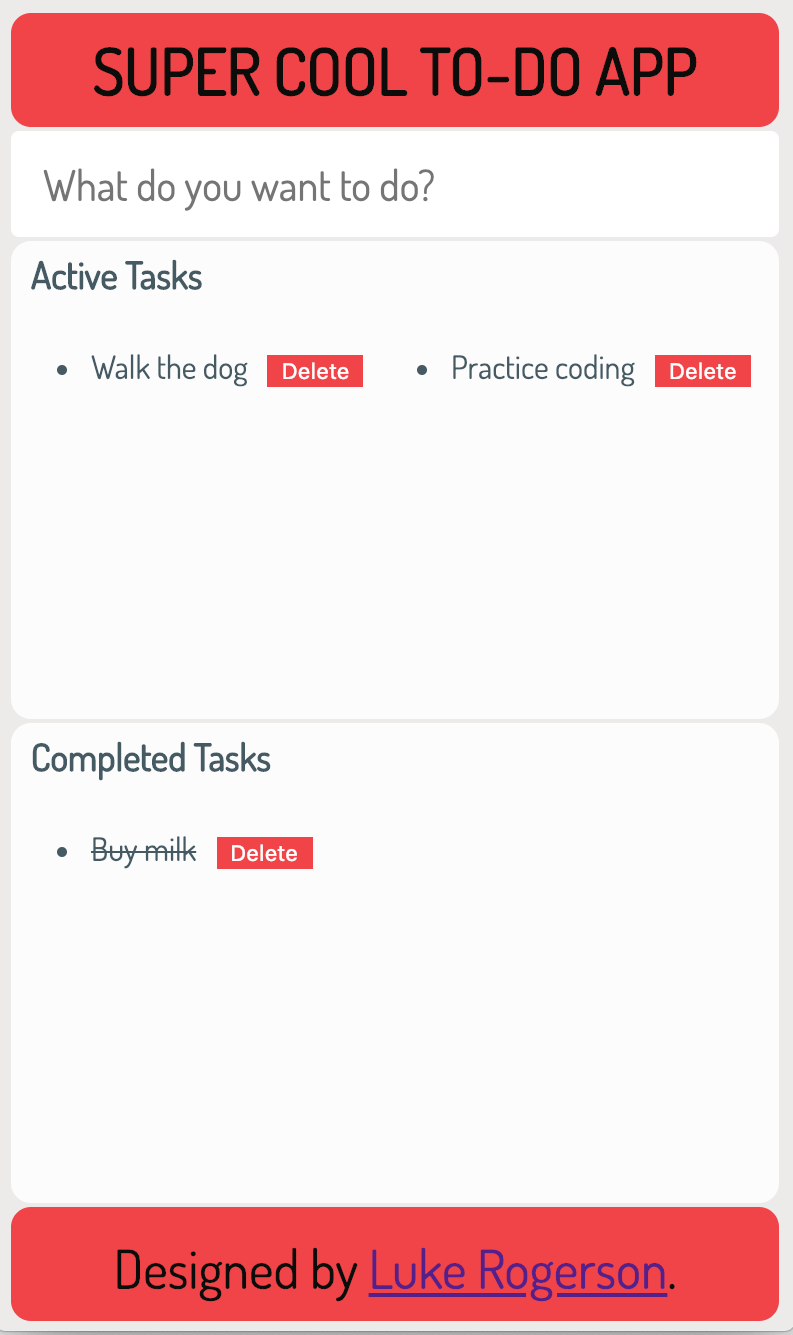 SUPER COOL TO-DO APP
What do you want to do?
Active Tasks
Walk the dog Delete Practice coding Delete
Completed Tasks
Buy milk Delete
Designed by Luke Rogerson.